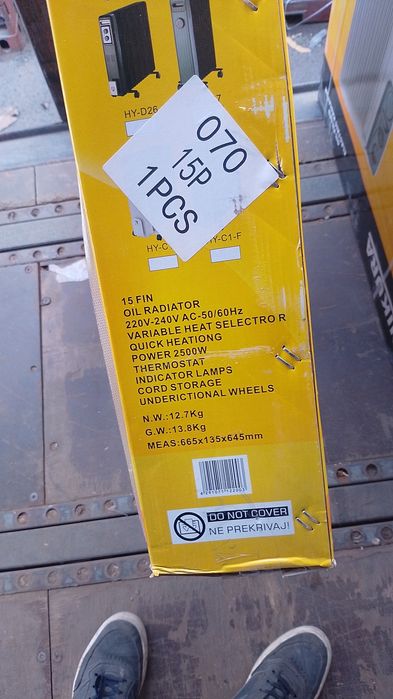 HY-D26
070
15P
1PCS
HY-C1-F
15 FIN
OIL RADIATOR
220V-240V AC-50/60Hz
VARIABLE HEAT SELECTRO R
QUICK HEATIONG
POWER 2500W
THERMOSTAT
INDICATOR LAMPS
CORD STORAGE
UNDERICTIONAL WHEELS
N.W.:12.7Kg
G.W.:13.8Kg
MEAS:665x135x645mm
DO NOT COVER
NE PREKRIVAJ!